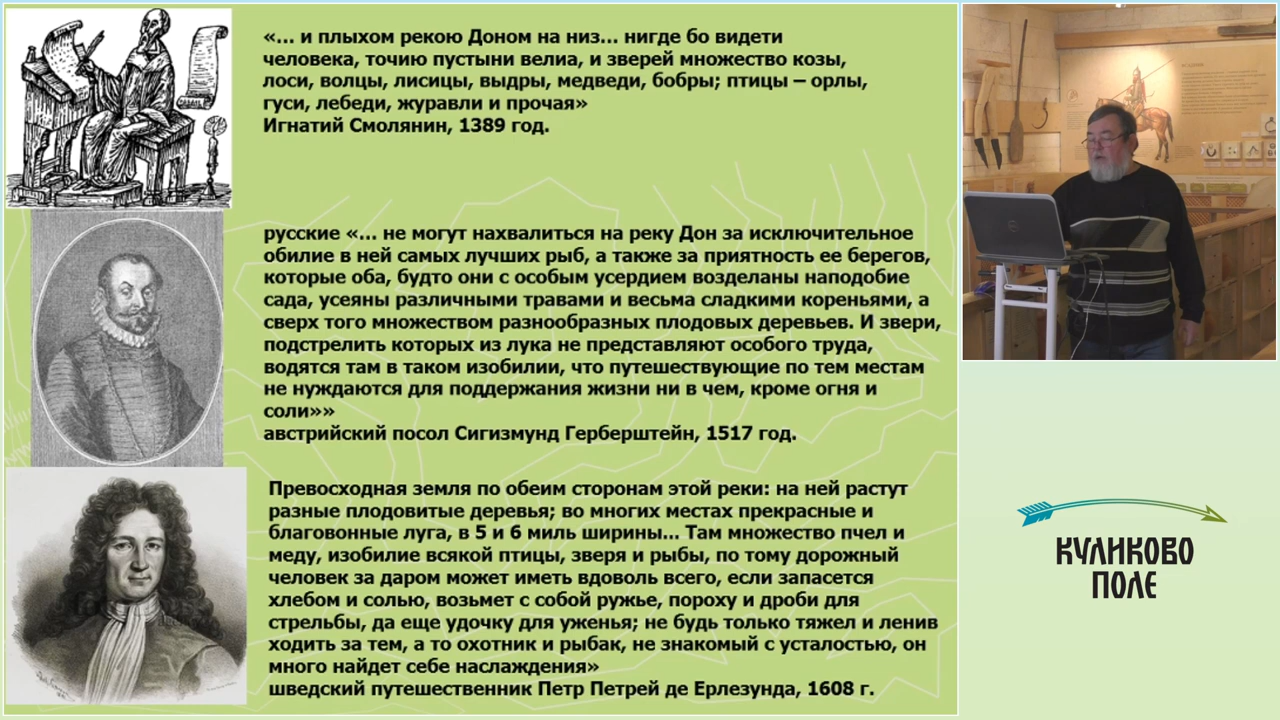 «… и плыхом рекою Доном на низ… нигде бо видети
человека, точию пустыни велиа, и зверей множество козы,
лоси, волцы, лисицы, выдры, медведи, бобры; птицы – орлы,
гуси, лебеди, журавли и прочая»
Игнатий Смолянин, 1389 год.
русские «… не могут нахвалиться на реку Дон за исключительное
обилие в ней самых лучших рыб, а также за приятность ее берегов,
которые оба, будто они с особым усердием возделаны наподобие
сада, усеяны различными травами и весьма сладкими кореньями, а
сверх того множеством разнообразных плодовых деревьев. И звери,
подстрелить которых из лука не представляют особого труда,
водятся там в таком изобилии, что путешествующие по тем местам
не нуждаются для поддержания жизни ни в чем, кроме огня и
соли»»
австрийский посол Сигизмунд Герберштейн, 1517 год.
Превосходная земля по обеим сторонам этой реки: на ней растут
разные плодовитые деревья; во многих местах прекрасные и
благовонные луга, в 5 и 6 миль ширины... Там множество пчел и
меду, изобилие всякой птицы, зверя и рыбы, по тому дорожный
человек за даром может иметь вдоволь всего, если запасется
хлебом и солью, возьмет с собой ружье, пороху и дроби для
стрельбы, да еще удочку для уженья; не будь только тяжел и ленив
ходить за тем, а то охотник и рыбак, не знакомый с усталостью, он
много найдет себе наслаждения»
шведский путешественник Петр Петрей де Ерлезунда, 1608 г.
КУЛИКОВО
ПОЛЕ